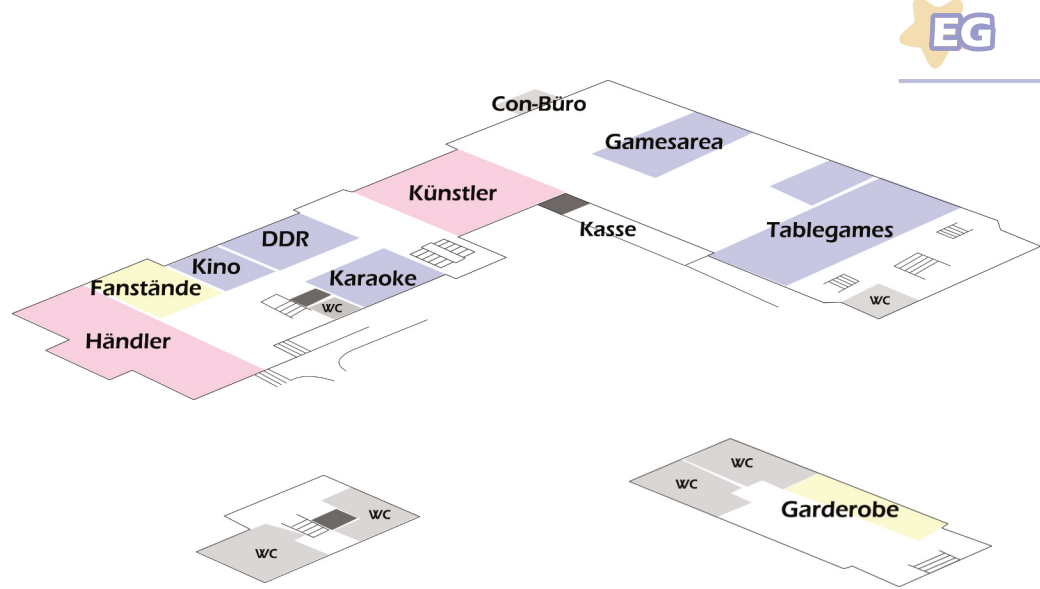 EG
Con-Büro
Gamesarea
Künstler
Kasse
Tablegames
DDR
Kino
Karaoke
Fanstände
WC
WC
Händler
WC
WC
WC
WC
Garderobe